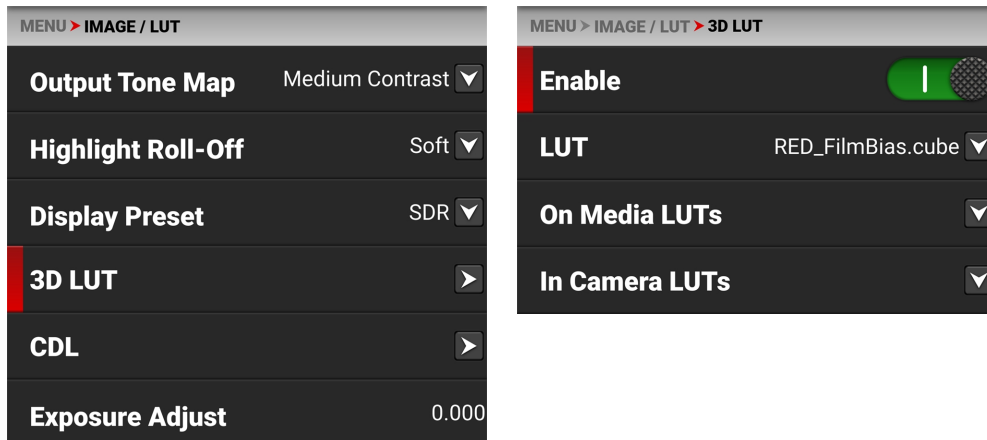 MENU > IMAGE / LUT
Output Tone Map Medium Contrast
Highlight Roll-Off Soft
Display Preset SDR
3D LUT
CDL
Exposure Adjust 0.000
MENU > IMAGE / LUT > 3D LUT
Enable
LUT RED_FilmBias.cube
On Media LUTs
In Camera LUTs